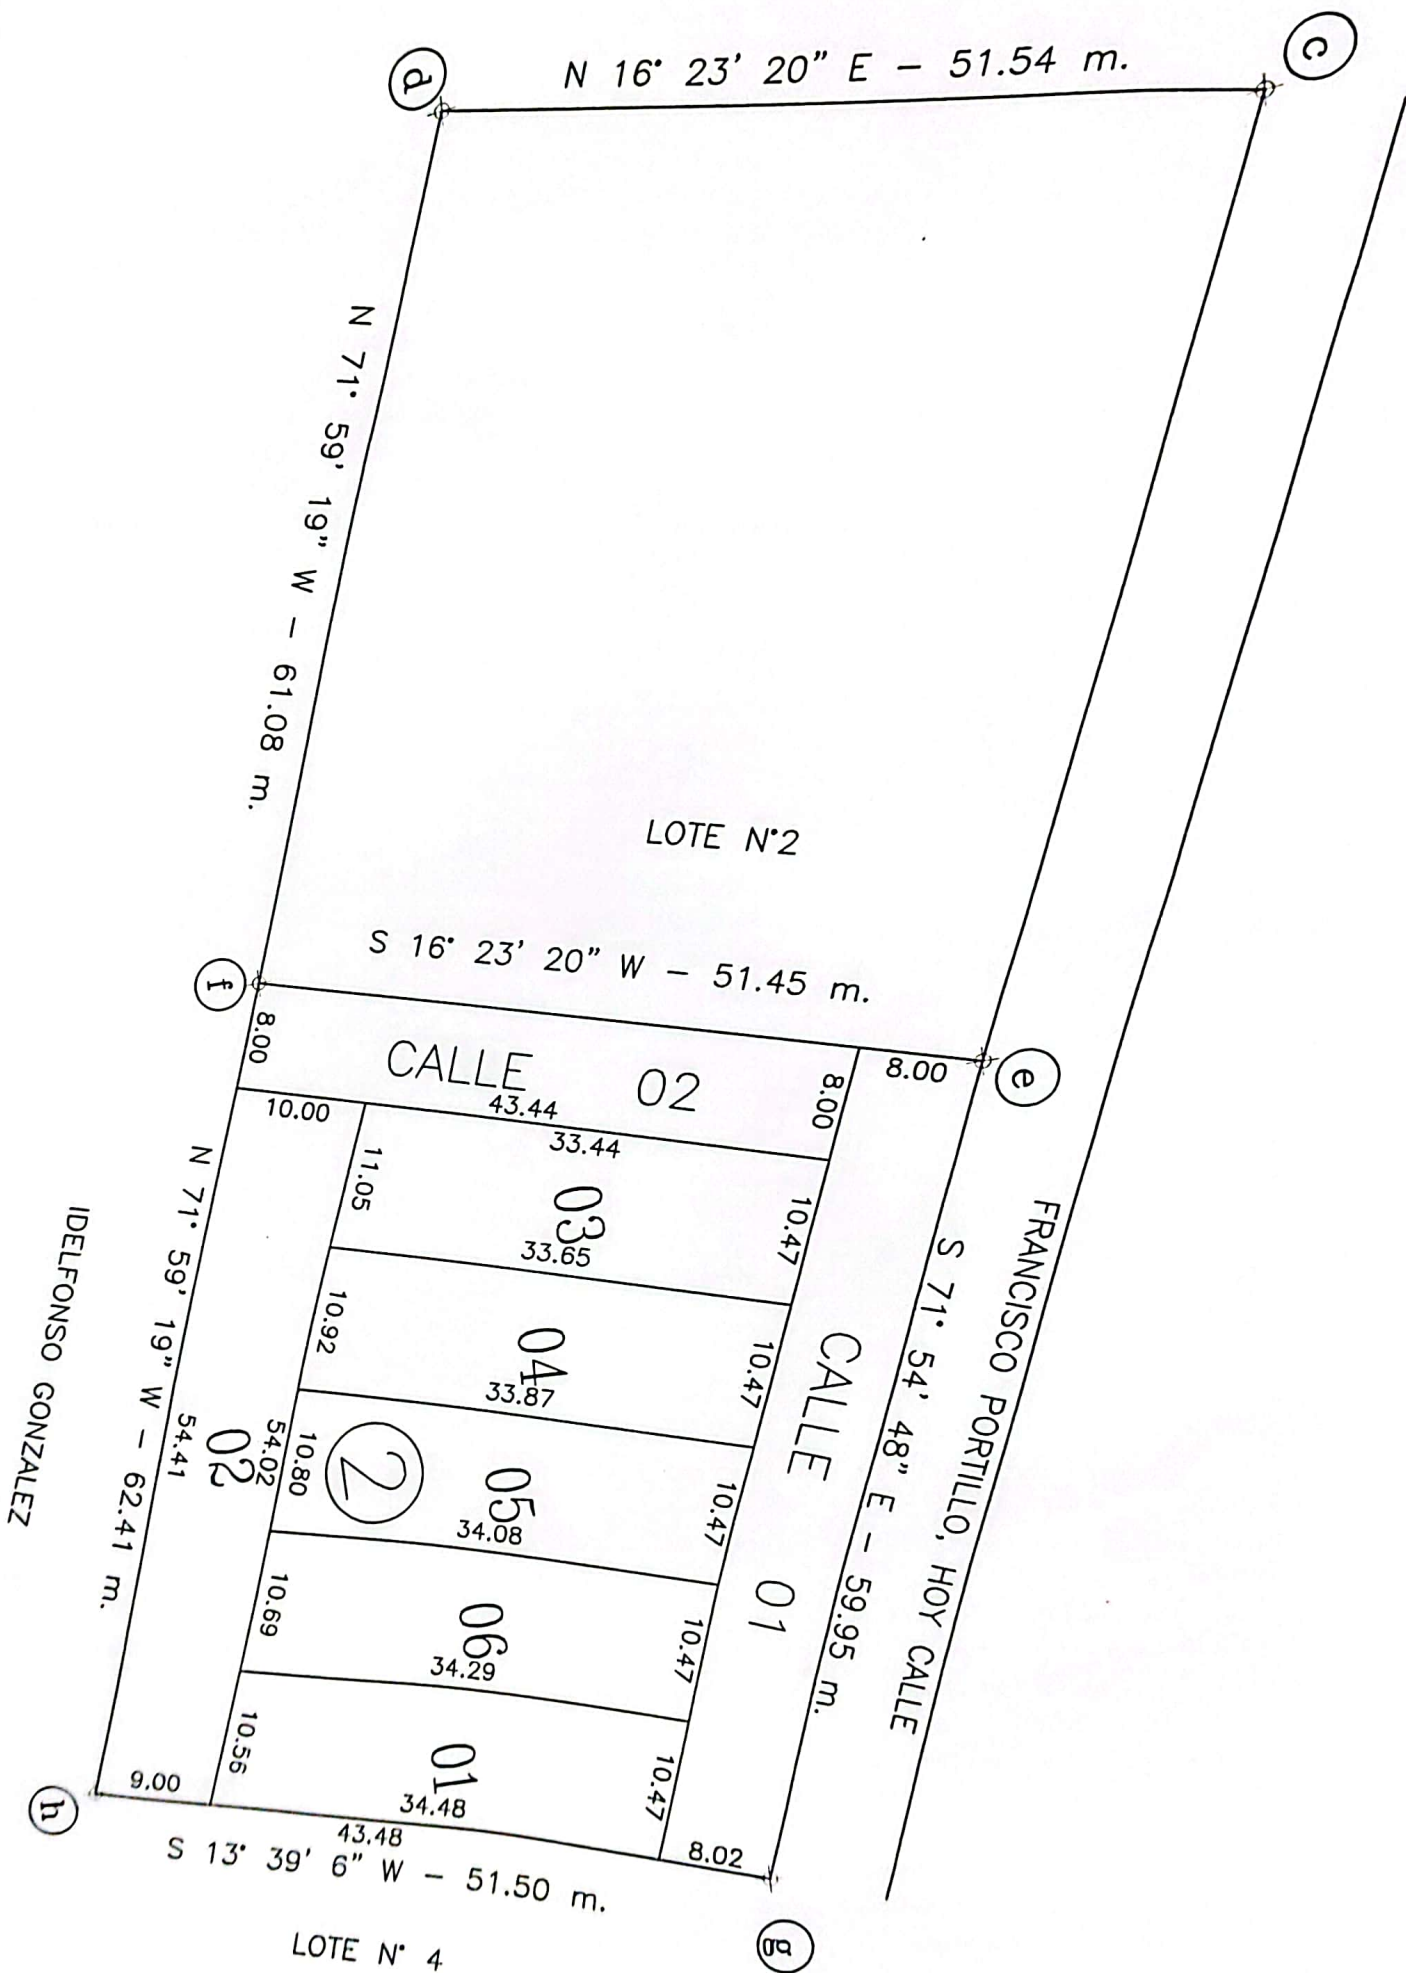 c
d
N 16° 23' 20" E - 51.54 m.
N 71° 59' 19" W - 61.08 m.
LOTE N°2
S 16° 23' 20" W - 51.45 m.
f
e
8.00
8.00
8.00
CALLE 02
10.00
43.44
33.44
11.05
03
33.65
10.47
10.92
04
33.87
10.47
2
10.80
05
34.08
10.47
10.69
06
34.29
10.47
10.56
01
34.48
10.47
CALLE 01
S 71° 54' 48" E - 59.95 m.
FRANCISCO PORTILLO, HOY CALLE
54.02
02
54.41
N 71° 59' 19" W - 62.41 m.
IDELFONSO GONZALEZ
h
9.00
43.48
8.02
g
S 13° 39' 6" W - 51.50 m.
LOTE N° 4